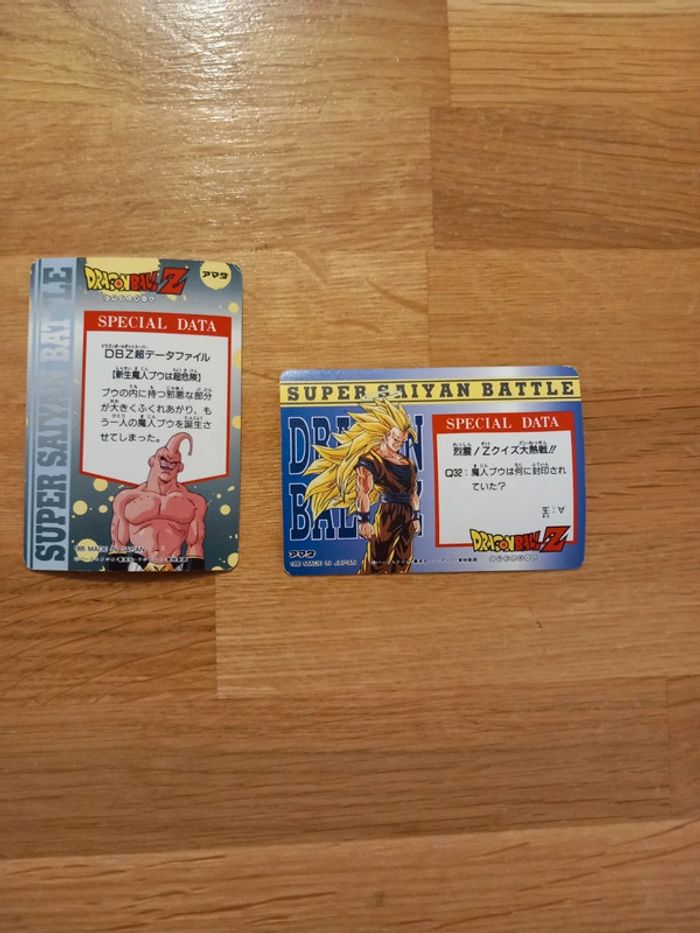 SUPER SAIYAN BATTLE
DRAGONBALL Z
アマダ
SPECIAL DATA
DBZ超データファイル
【新生魔人ブウは超危険】
ブウの内に持つ邪悪な部分
が大きくふくれあがり、も
う一人の魔人ブウを誕生さ
せてしまった。
MADE IN JAPAN
SUPER SAIYAN BATTLE
DRAGON
BALL Z
SPECIAL DATA
烈震!Zクイズ大熱戦!!
Q32:魔人ブウは何に封印され
ていた?
A:玉
DRAGONBALL Z
アマダ
1995 MADE IN JAPAN